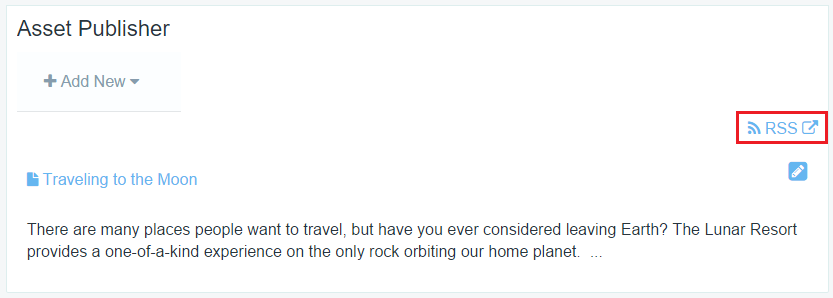 Asset Publisher
Add New
RSS
Traveling to the Moon
There are many places people want to travel, but have you ever considered leaving Earth? The Lunar Resort
provides a one-of-a-kind experience on the only rock orbiting our home planet. ...